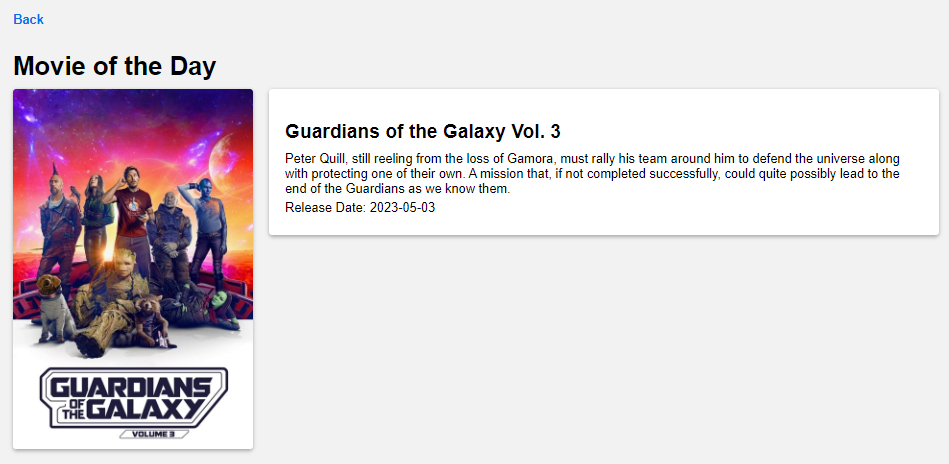 Back
Movie of the Day
Guardians of the Galaxy Vol. 3
Peter Quill, still reeling from the loss of Gamora, must rally his team around him to defend the universe along
with protecting one of their own. A mission that, if not completed successfully, could quite possibly lead to the
end of the Guardians as we know them.
Release Date: 2023-05-03
GUARDIANS
OF THE GALAXY
VOLUME 3